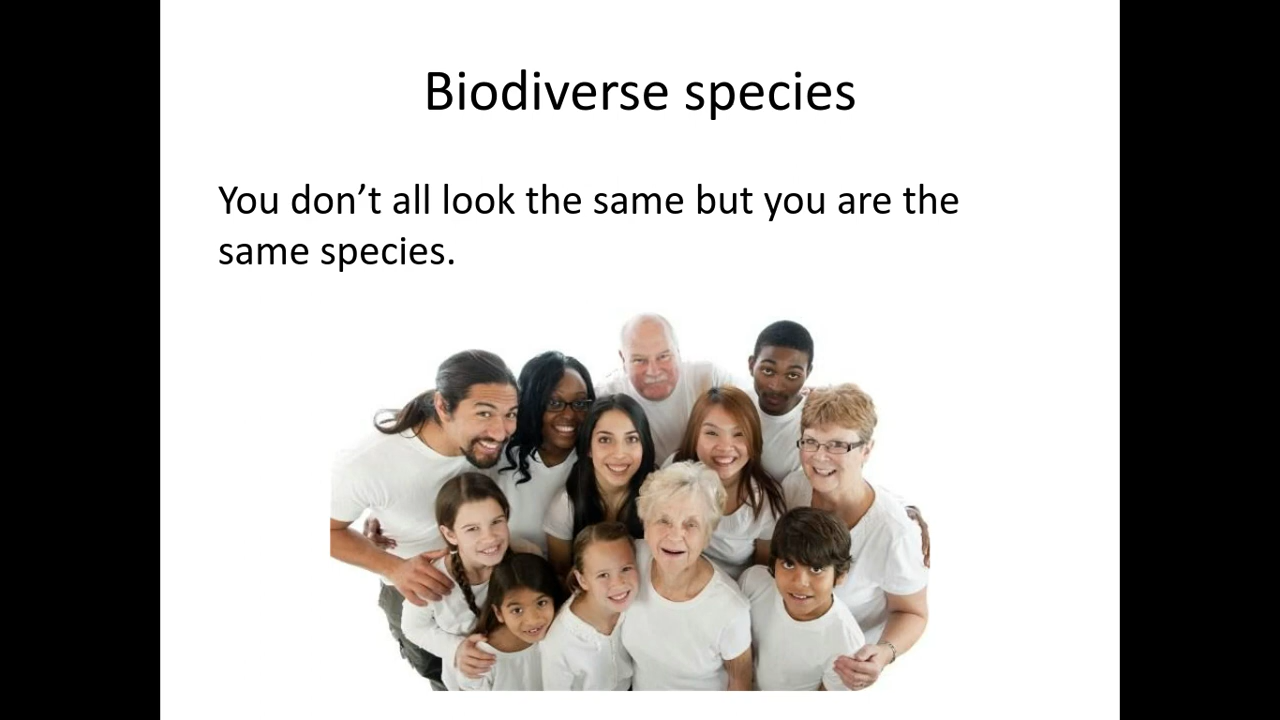 Biodiverse species
You don’t all look the same but you are the
same species.